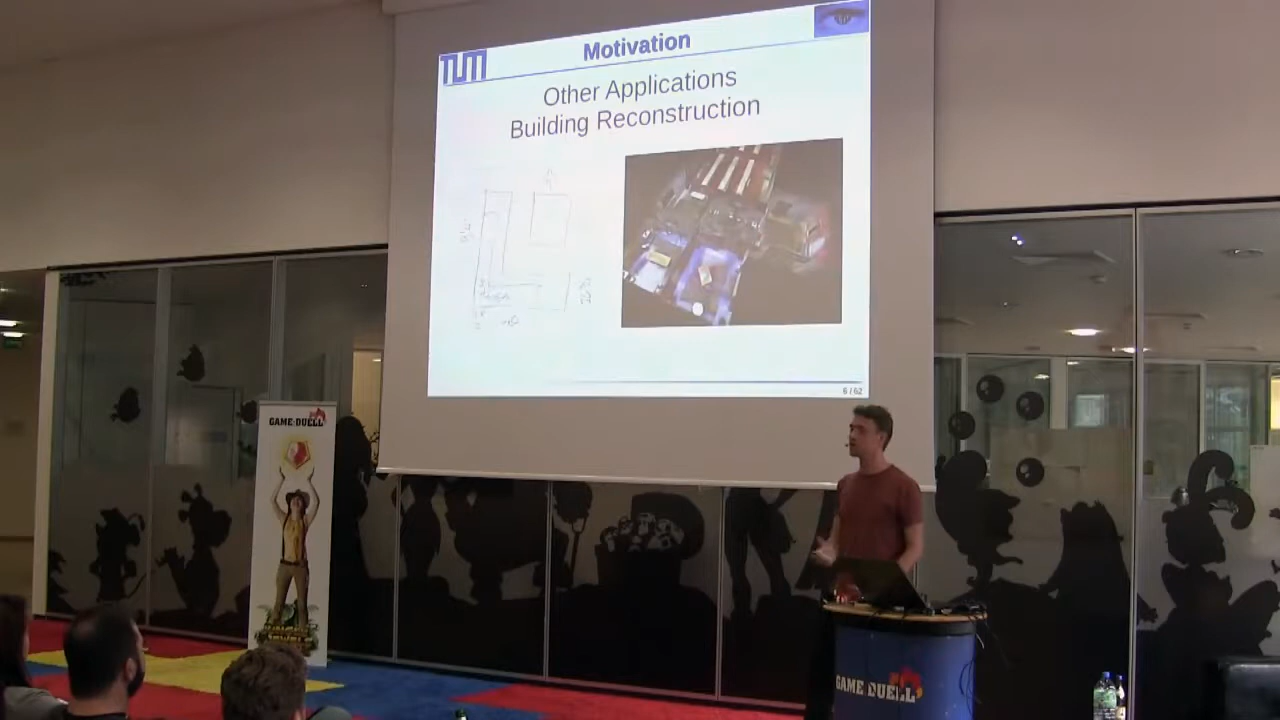 TUM
Motivation
Other Applications
Building Reconstruction
6 / 62
GAME DUELL
GAME DUELL